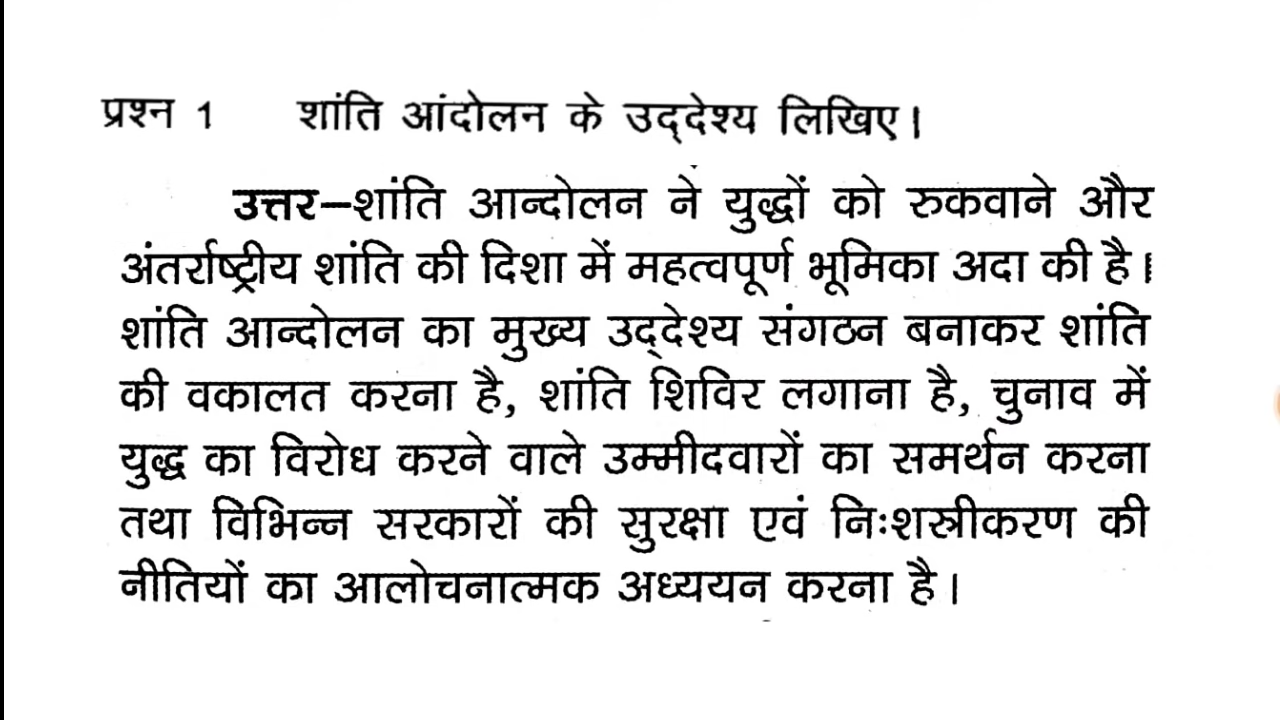 प्रश्न 1 शांति आंदोलन के उद्देश्य लिखिए।
उत्तर–शांति आन्दोलन ने युद्धों को रुकवाने और
अंतर्राष्ट्रीय शांति की दिशा में महत्वपूर्ण भूमिका अदा की है।
शांति आन्दोलन का मुख्य उद्देश्य संगठन बनाकर शांति
की वकालत करना है, शांति शिविर लगाना है, चुनाव में
युद्ध का विरोध करने वाले उम्मीदवारों का समर्थन करना
तथा विभिन्न सरकारों की सुरक्षा एवं निःशस्त्रीकरण की
नीतियों का आलोचनात्मक अध्ययन करना है।